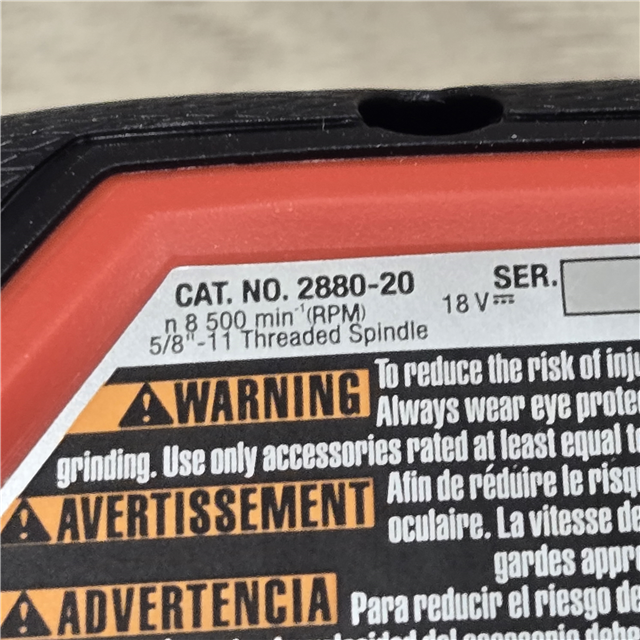 CAT. NO. 2880-20 SER.
n 8 500 min⁻¹(RPM) 18 V⎓
5/8"-11 Threaded Spindle
WARNING To reduce the risk of
Always wear eye
grinding. Use only accessories rated at least equal
AVERTISSEMENT Afin de réduire le
oculaire. La vitesse
gardes
ADVERTENCIA Para reducir el riesgo